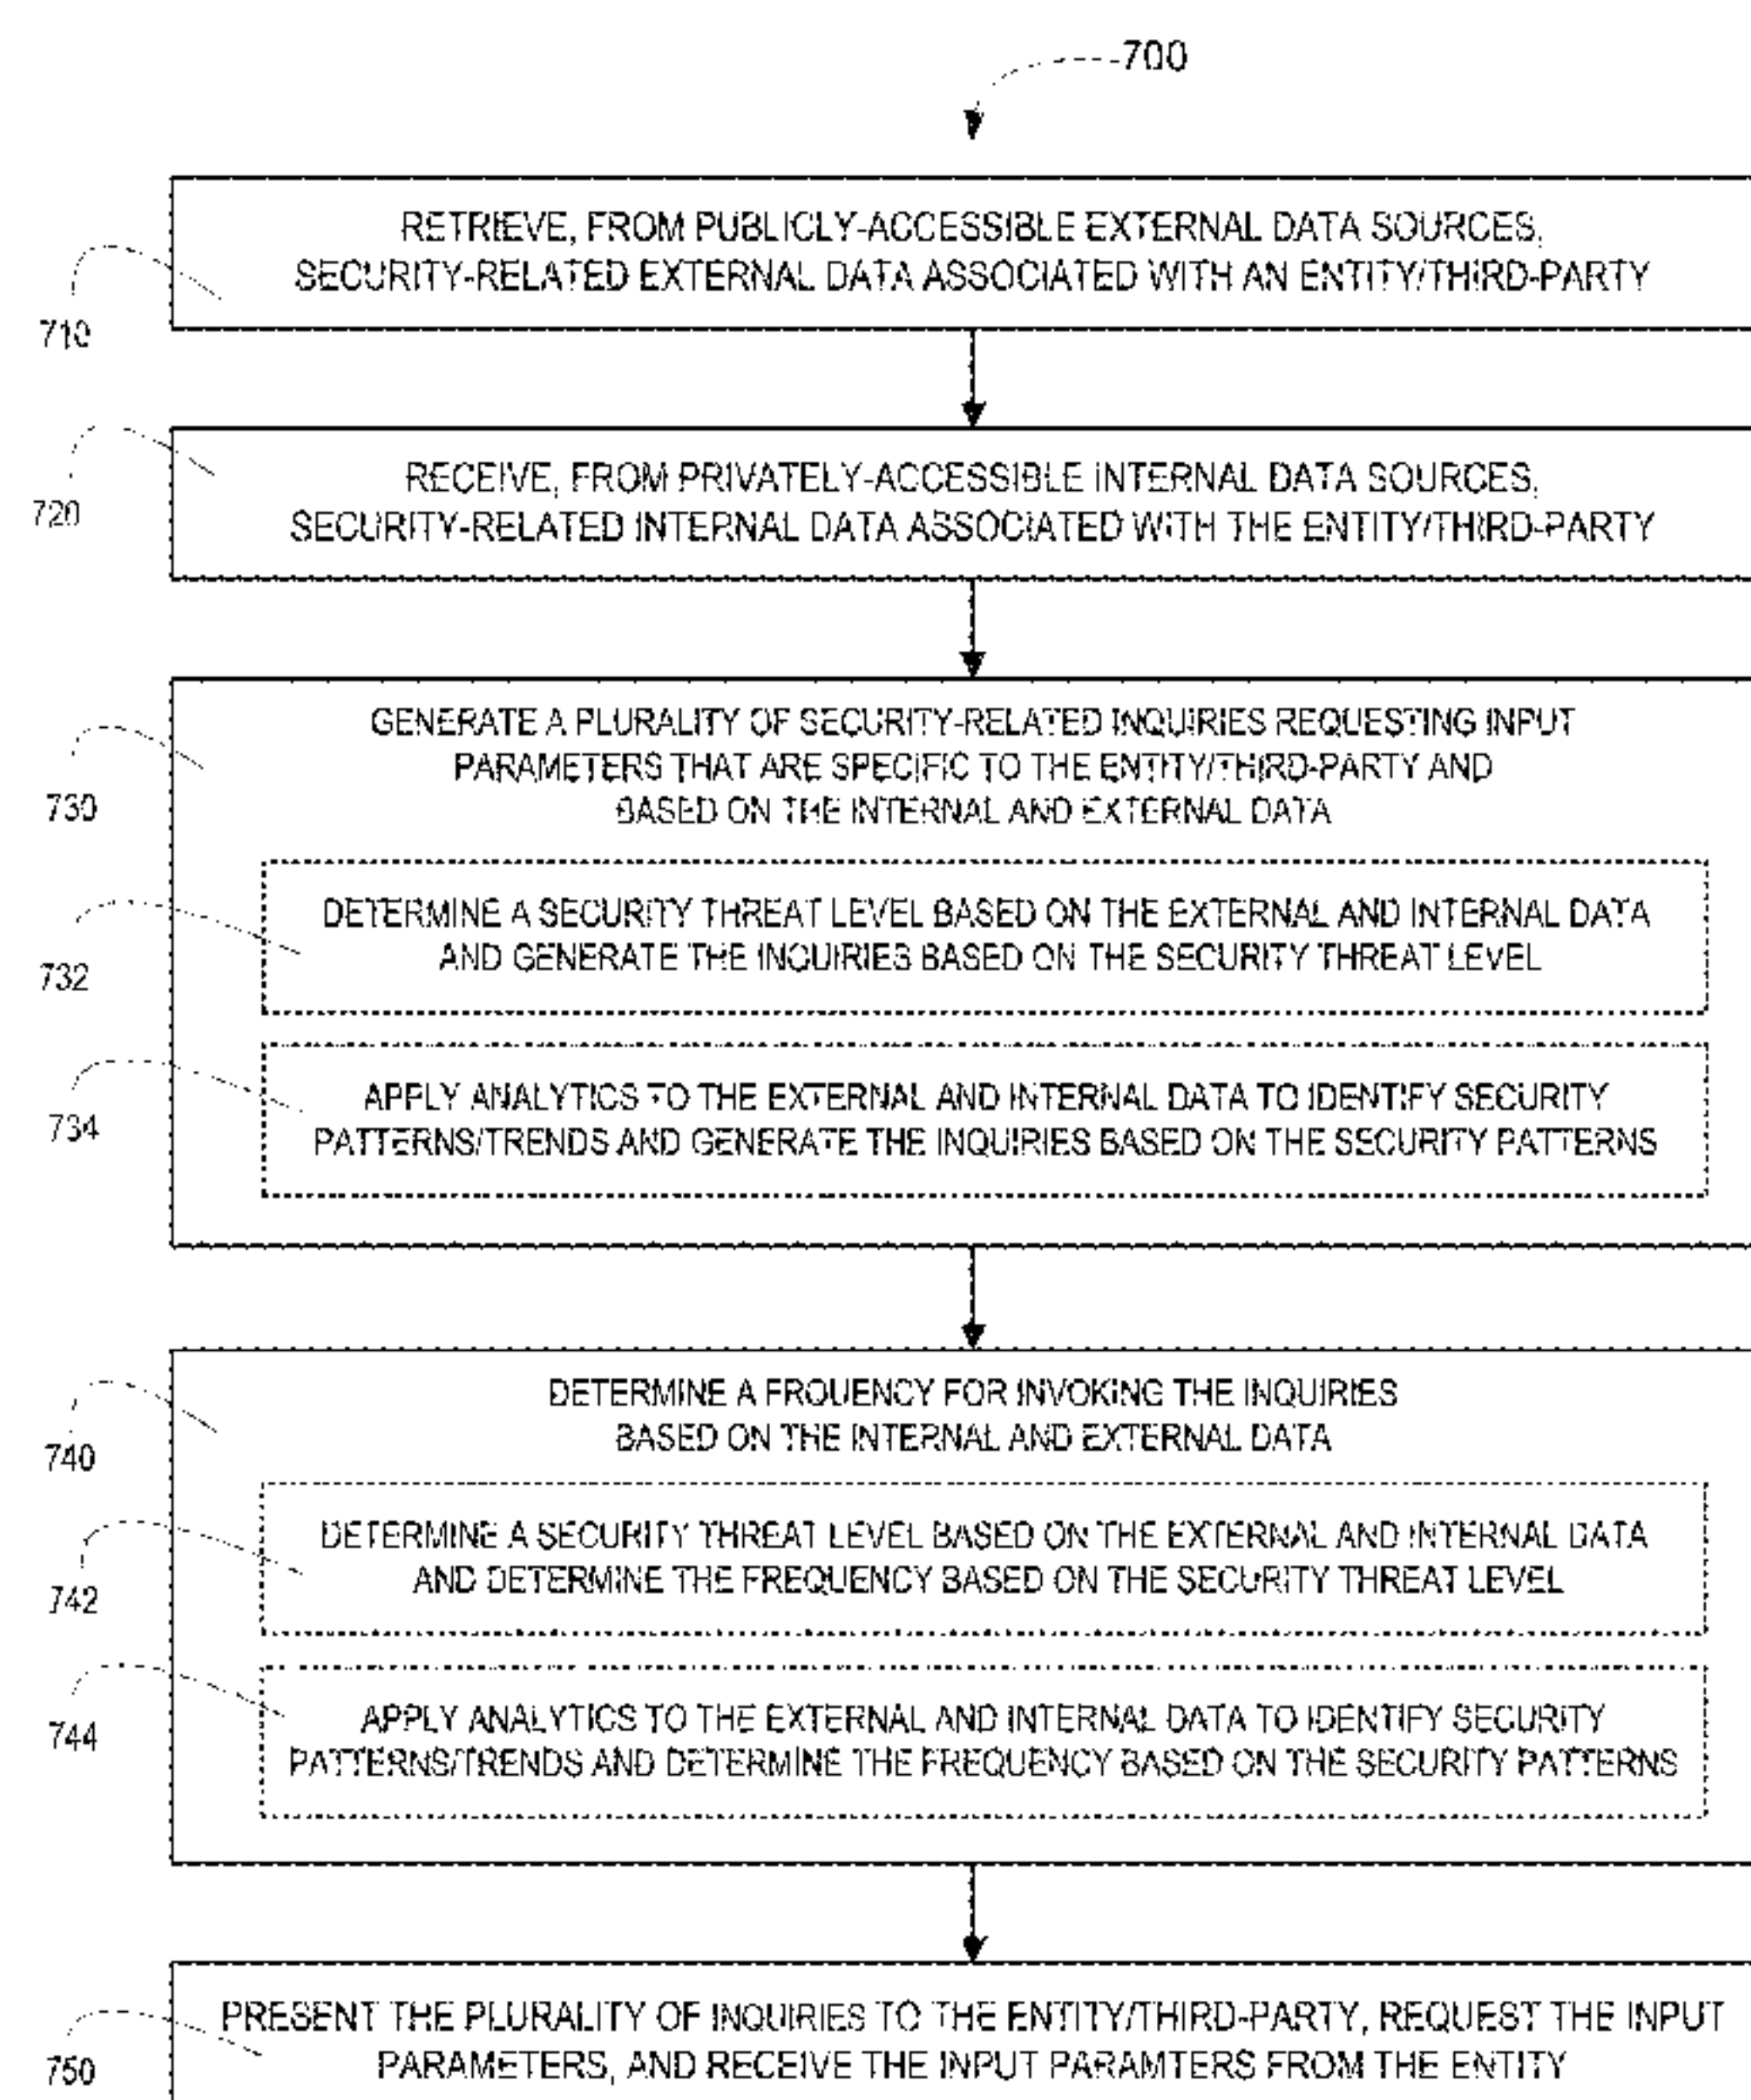 700
RETRIEVE, FROM PUBLICLY-ACCESSIBLE EXTERNAL DATA SOURCES,
SECURITY-RELATED EXTERNAL DATA ASSOCIATED WITH AN ENTITY/THIRD-PARTY
710
RECEIVE, FROM PRIVATELY-ACCESSIBLE INTERNAL DATA SOURCES,
SECURITY-RELATED INTERNAL DATA ASSOCIATED WITH THE ENTITY/THIRD-PARTY
720
GENERATE A PLURALITY OF SECURITY-RELATED INQUIRIES REQUESTING INPUT
PARAMETERS THAT ARE SPECIFIC TO THE ENTITY/THIRD-PARTY AND
BASED ON THE INTERNAL AND EXTERNAL DATA
730
DETERMINE A SECURITY THREAT LEVEL BASED ON THE EXTERNAL AND INTERNAL DATA
AND GENERATE THE INQUIRIES BASED ON THE SECURITY THREAT LEVEL
732
APPLY ANALYTICS TO THE EXTERNAL AND INTERNAL DATA TO IDENTIFY SECURITY
PATTERNS/TRENDS AND GENERATE THE INQUIRIES BASED ON THE SECURITY PATTERNS
734
DETERMINE A FROUENCY FOR INVOKING THE INQUIRIES
BASED ON THE INTERNAL AND EXTERNAL DATA
740
DETERMINE A SECURITY THREAT LEVEL BASED ON THE EXTERNAL AND INTERNAL DATA
AND DETERMINE THE FREQUENCY BASED ON THE SECURITY THREAT LEVEL
742
APPLY ANALYTICS TO THE EXTERNAL AND INTERNAL DATA TO IDENTIFY SECURITY
PATTERNS/TRENDS AND DETERMINE THE FREQUENCY BASED ON THE SECURITY PATTERNS
744
PRESENT THE PLURALITY OF INQUIRIES TO THE ENTITY/THIRD-PARTY, REQUEST THE INPUT
PARAMETERS, AND RECEIVE THE INPUT PARAMTERS FROM THE ENTITY
750